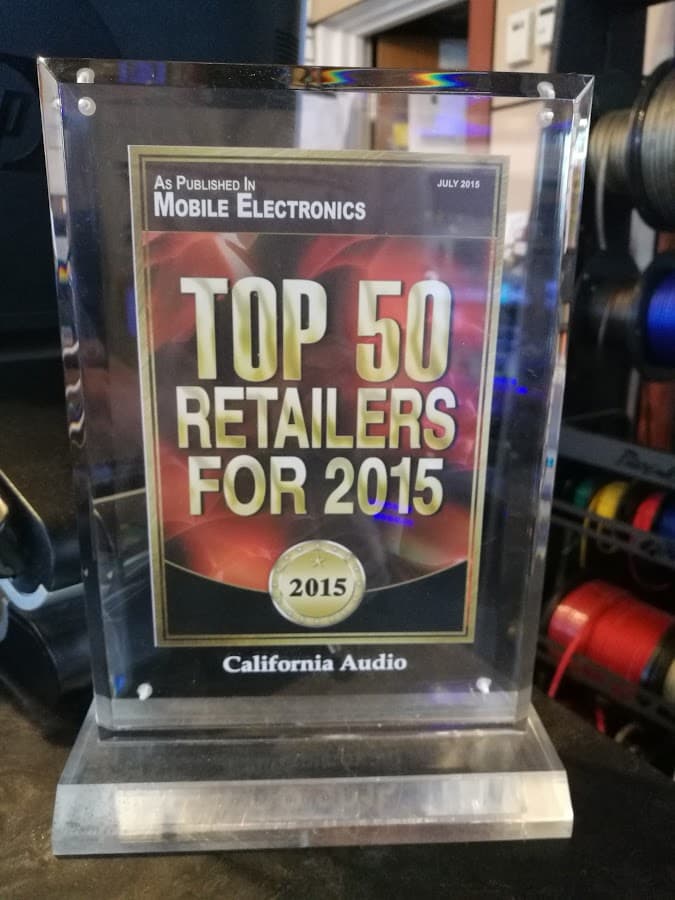 As Published In
Mobile Electronics
JULY 2015
TOP 50
RETAILERS
FOR 2015
2015
California Audio